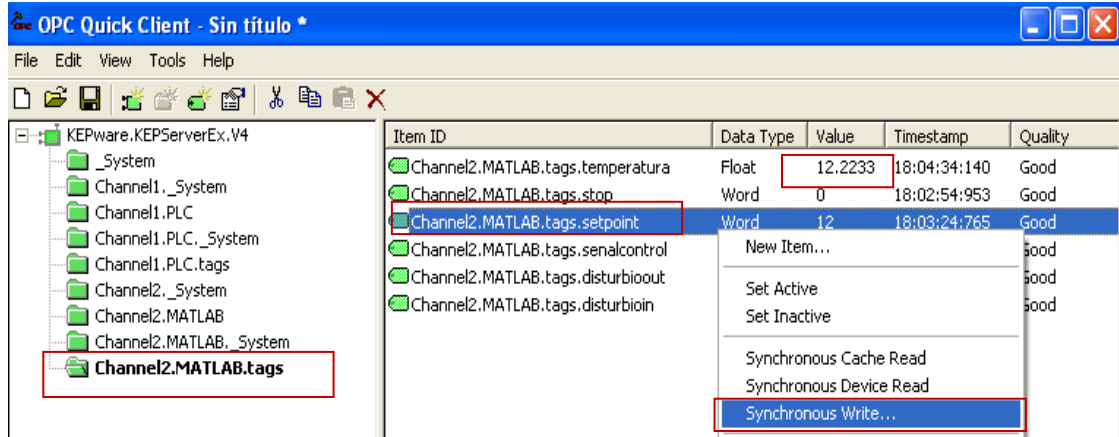 OPC Quick Client - Sin título *
File Edit View Tools Help
KEPware.KEPServerEx.V4
_System
Channel1._System
Channel1.PLC
Channel1.PLC._System
Channel1.PLC.tags
Channel2._System
Channel2.MATLAB
Channel2.MATLAB._System
Channel2.MATLAB.tags
Item ID Data Type Value Timestamp Quality
Channel2.MATLAB.tags.temperatura Float 12.2233 18:04:34:140 Good
Channel2.MATLAB.tags.stop Word 0 18:02:54:953 Good
Channel2.MATLAB.tags.setpoint Word 12 18:03:24:765 Good
Channel2.MATLAB.tags.senalcontrol Good
Channel2.MATLAB.tags.disturbioout Good
Channel2.MATLAB.tags.disturbioin Good
New Item...
Set Active
Set Inactive
Synchronous Cache Read
Synchronous Device Read
Synchronous Write...